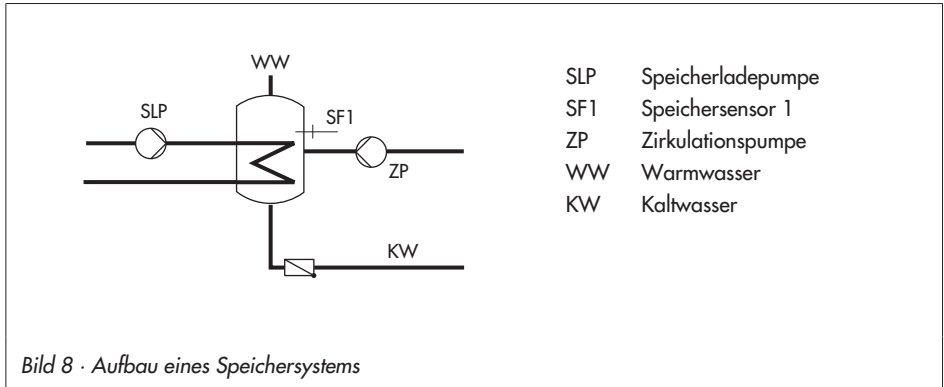 WW
SLP
SF1
ZP
KW
SLP Speicherladepumpe
SF1 Speichersensor 1
ZP Zirkulationspumpe
WW Warmwasser
KW Kaltwasser
Bild 8 · Aufbau eines Speichersystems